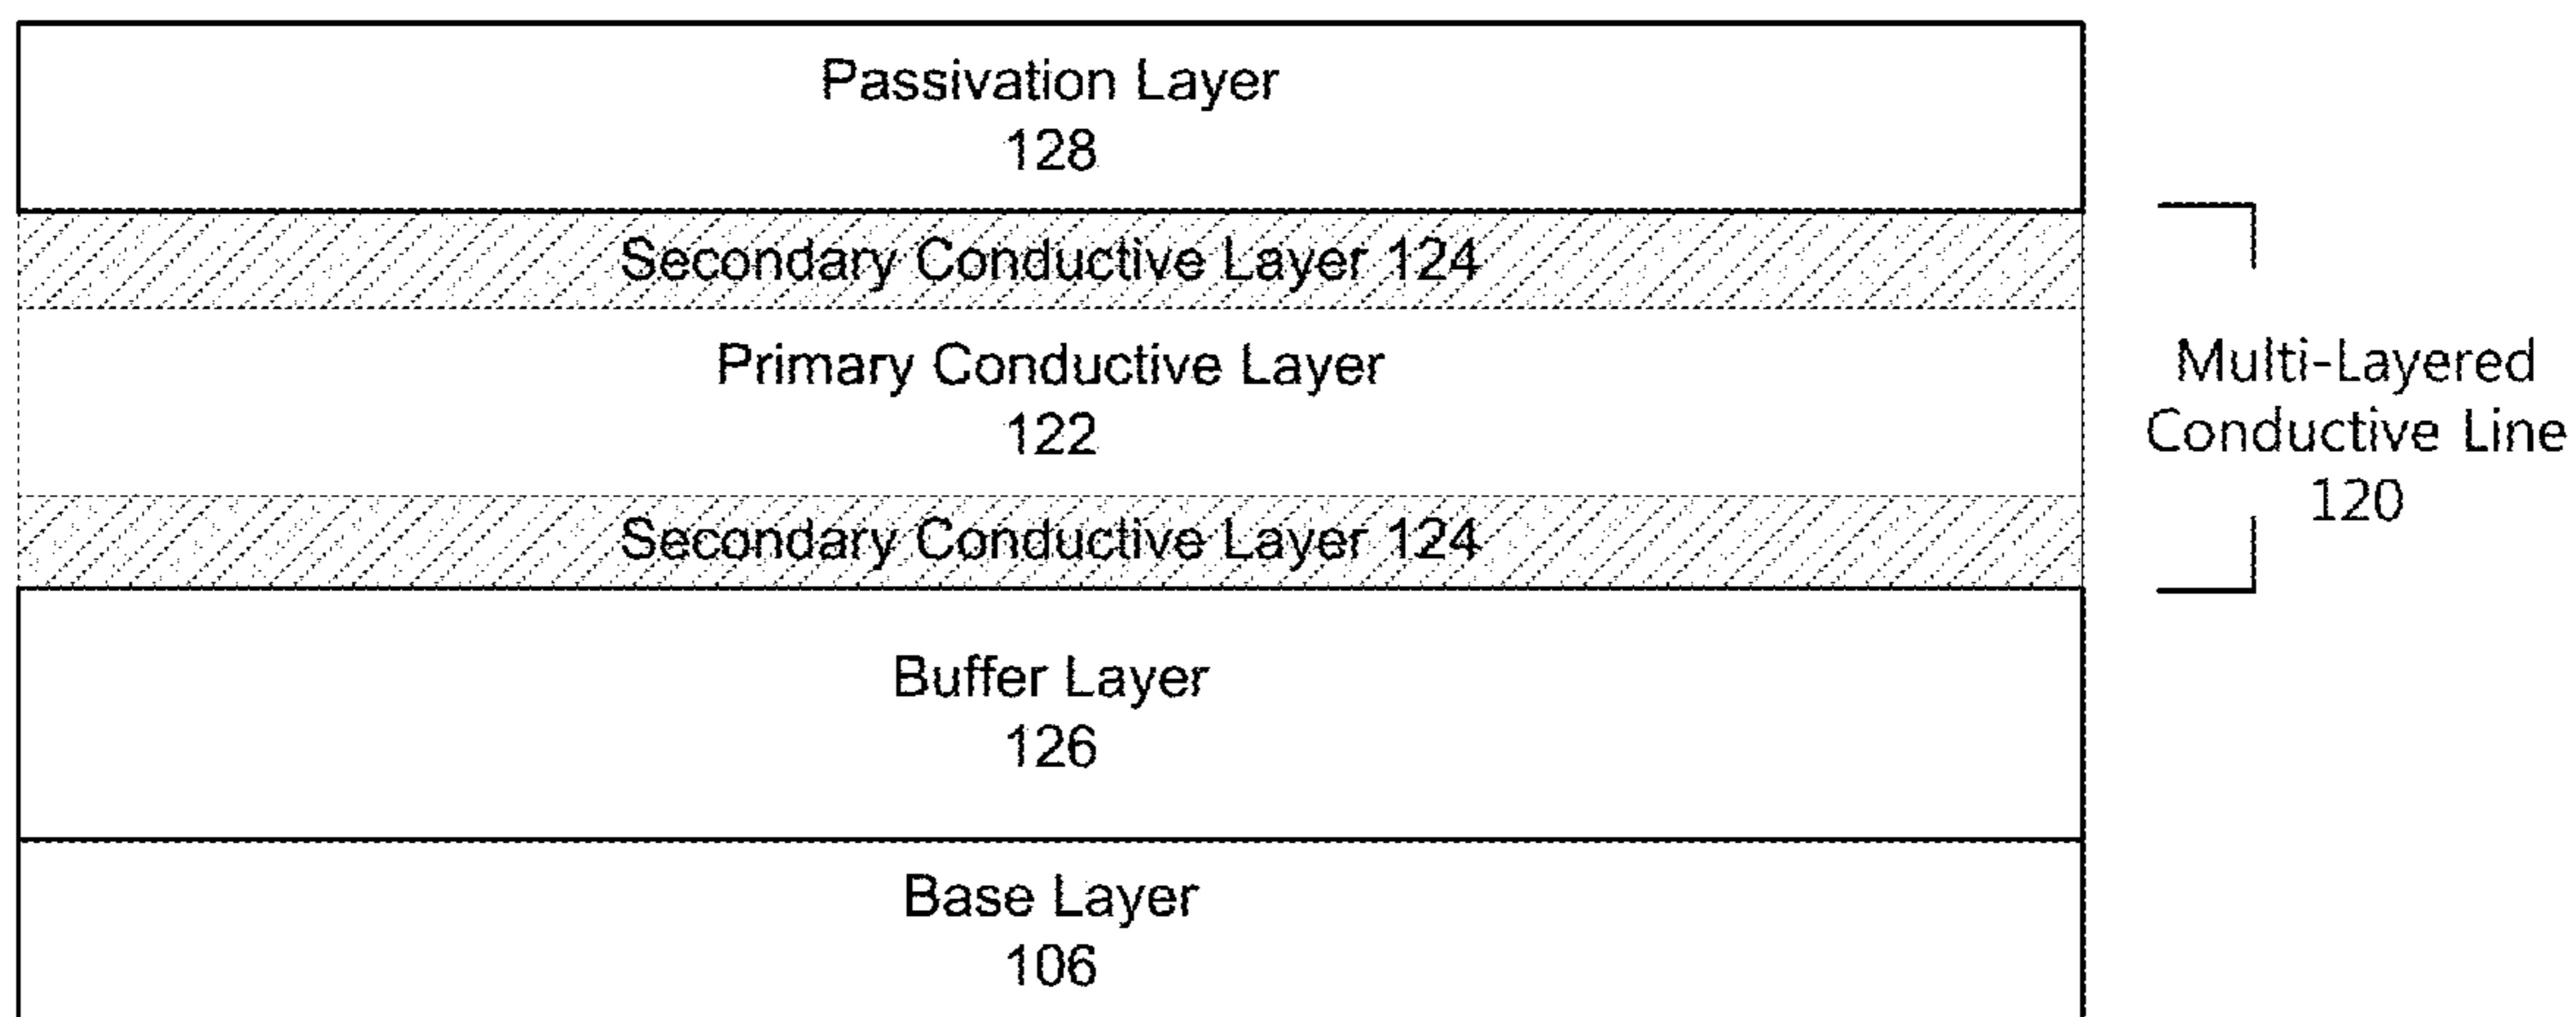 Passivation Layer
128
Secondary Conductive Layer 124
Primary Conductive Layer
122
Secondary Conductive Layer 124
Multi-Layered
Conductive Line
120
Buffer Layer
126
Base Layer
106